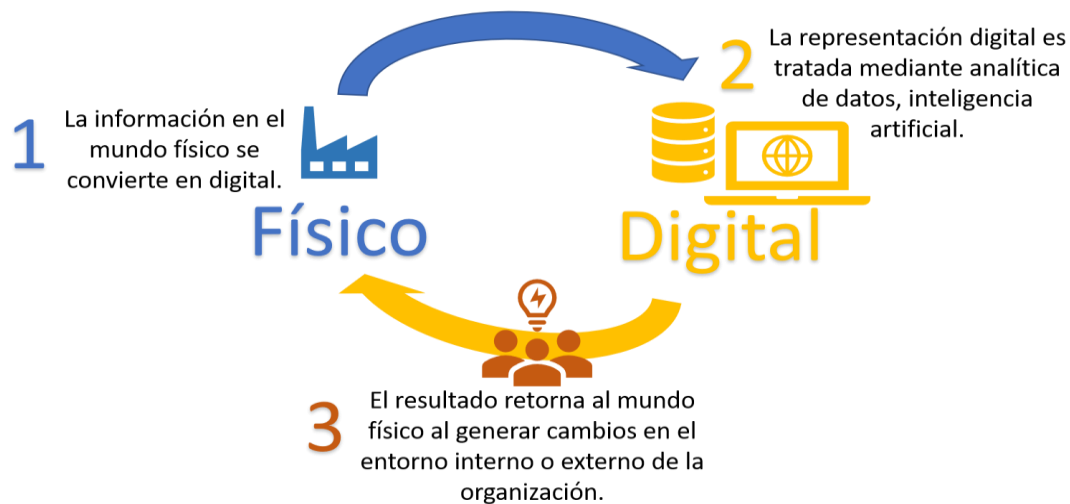 1
La información en el
mundo físico se
convierte en digital.
Físico
2
La representación digital es
tratada mediante analítica
de datos, inteligencia
artificial.
Digital
3
El resultado retorna al mundo
físico al generar cambios en el
entorno interno o externo de la
organización.